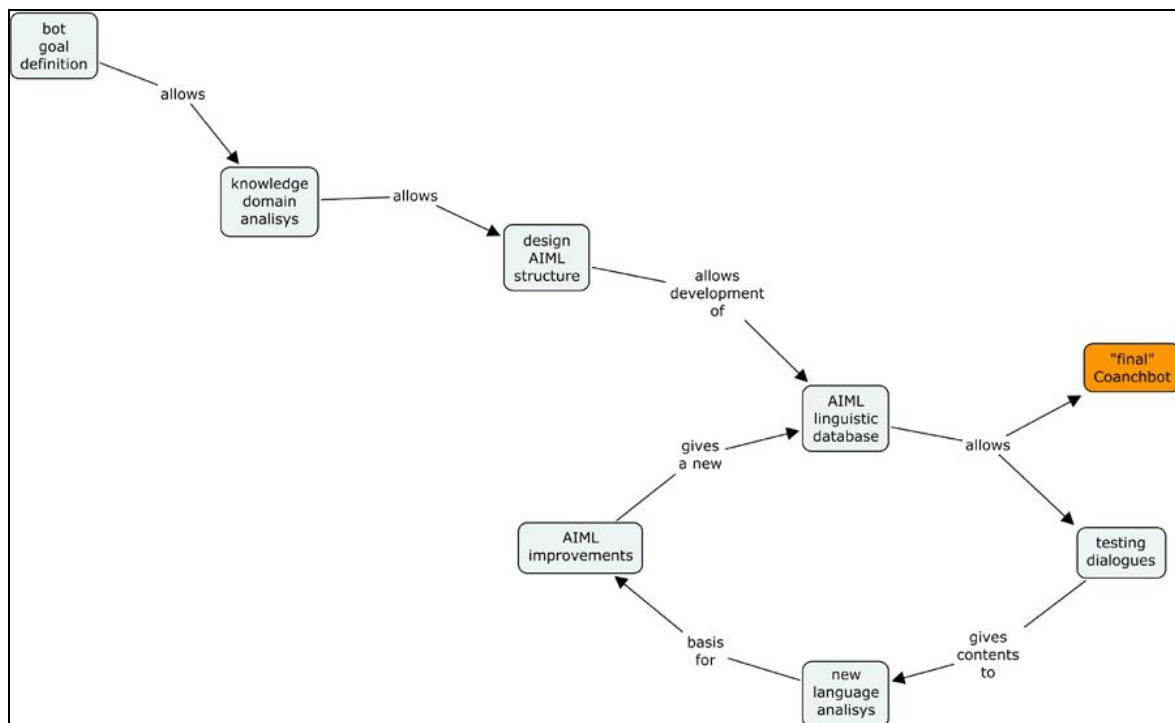 bot
goal
definition
allows
knowledge
domain
analisys
allows
design
AIML
structure
allows
development
of
"final"
Coanchbot
AIML
linguistic
database
allows
gives
a new
AIML
improvements
testing
dialogues
basis
for
gives
contents
to
new
language
analisys